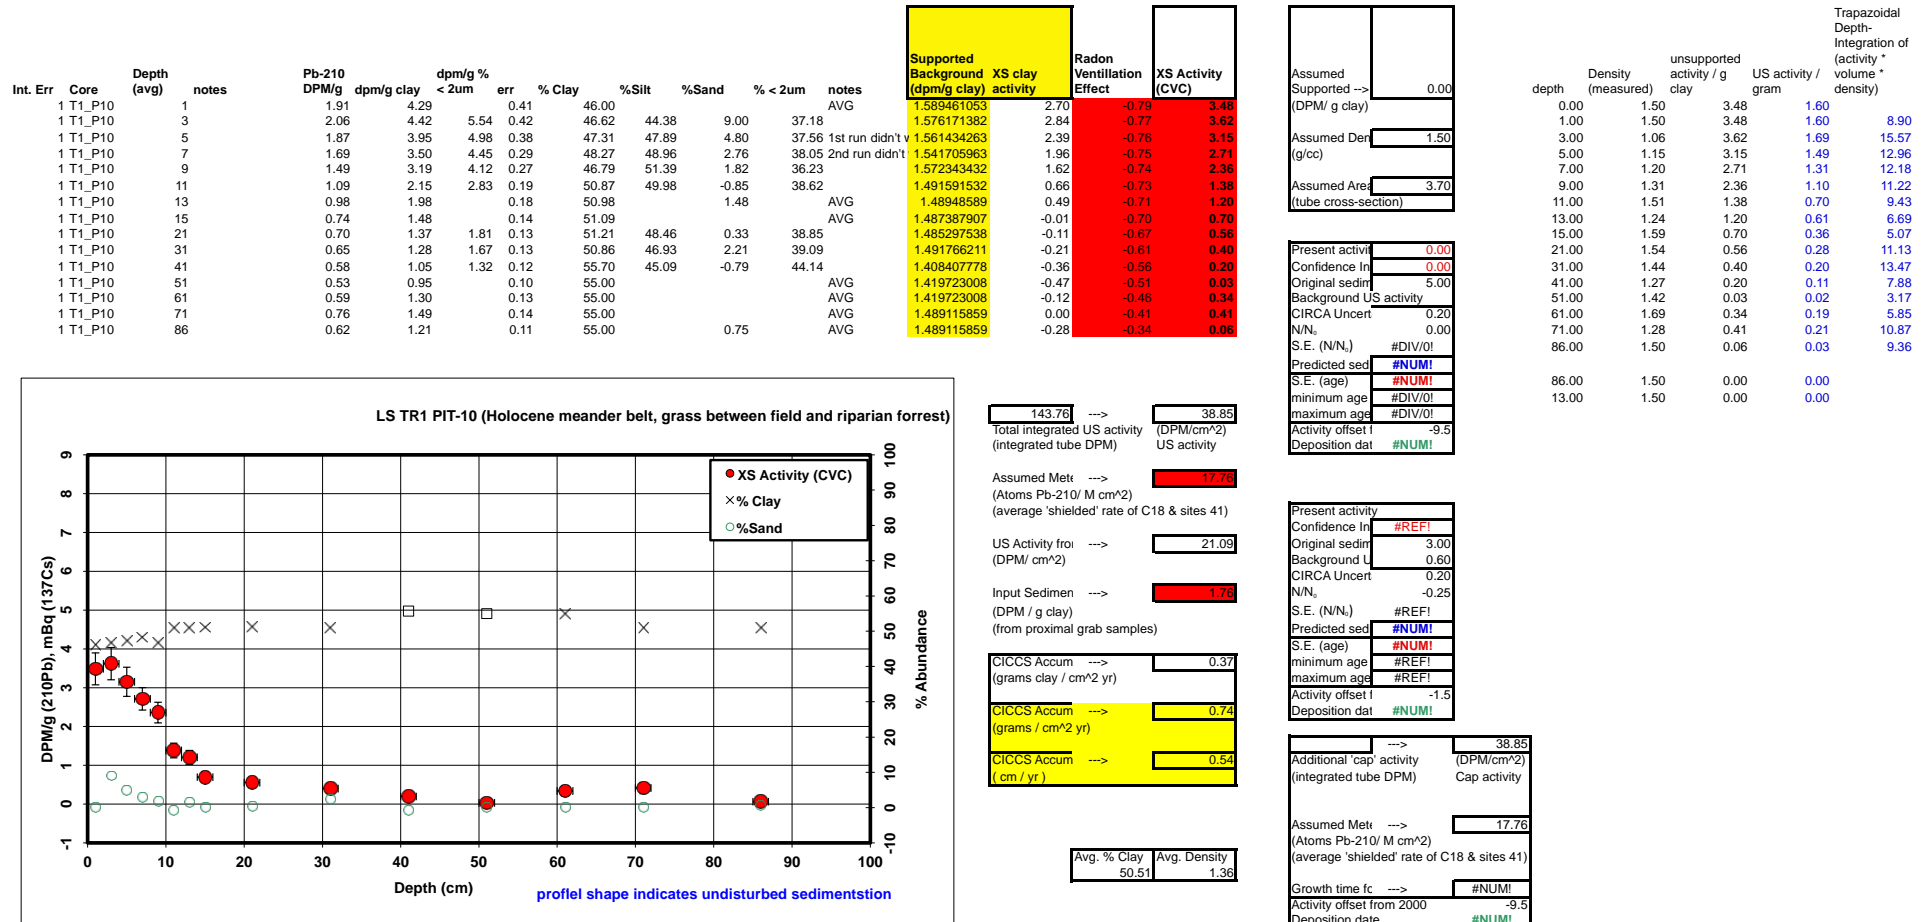 Int. Err Core Depth (avg) notes Pb-210 DPM/g dpm/g clay dpm/g % < 2um err % Clay %Silt %Sand % < 2um notes Supported Background (dpm/g clay) XS clay activity Radon Ventillation Effect XS Activity (CVC)
1 T1_P10 1 1.91 4.29 0.41 46.00 AVG 1.589461053 2.70 -0.79 3.48
1 T1_P10 3 2.06 4.42 5.54 0.42 46.62 44.38 9.00 37.18 1.576171382 2.84 -0.77 3.62
1 T1_P10 5 1.87 3.95 4.98 0.38 47.31 47.89 4.80 37.56 1st run didn't 1.561434263 2.39 -0.76 3.15
1 T1_P10 7 1.69 3.50 4.45 0.29 48.27 48.96 2.76 38.05 2nd run didn't 1.541705963 1.96 -0.75 2.71
1 T1_P10 9 1.49 3.19 4.12 0.27 46.79 51.39 1.82 36.23 1.572343432 1.62 -0.74 2.36
1 T1_P10 11 1.09 2.15 2.83 0.19 50.87 49.98 -0.85 38.62 1.491591532 0.66 -0.73 1.38
1 T1_P10 13 0.98 1.98 0.18 50.98 1.48 AVG 1.48948589 0.49 -0.71 1.20
1 T1_P10 15 0.74 1.48 0.14 51.09 AVG 1.487387907 -0.01 -0.70 0.70
1 T1_P10 21 0.70 1.37 1.81 0.13 51.21 48.46 0.33 38.85 1.485297538 -0.11 -0.67 0.56
1 T1_P10 31 0.65 1.28 1.67 0.13 50.86 46.93 2.21 39.09 1.491766211 -0.21 -0.61 0.40
1 T1_P10 41 0.58 1.05 1.32 0.12 55.70 45.09 -0.79 44.14 1.408407778 -0.36 -0.56 0.20
1 T1_P10 51 0.53 0.95 0.10 55.00 AVG 1.419723008 -0.47 -0.51 0.03
1 T1_P10 61 0.59 1.30 0.13 55.00 AVG 1.419723008 -0.12 -0.46 0.34
1 T1_P10 71 0.76 1.49 0.14 55.00 AVG 1.489115859 0.00 -0.41 0.41
1 T1_P10 86 0.62 1.21 0.11 55.00 0.75 AVG 1.489115859 -0.28 -0.34 0.06
Assumed
Supported --> 0.00
(DPM/ g clay)
Assumed Den 1.50
(g/cc)
Assumed Area 3.70
(tube cross-section)
Present activit 0.00
Confidence In 0.00
Original sedim 5.00
Background US activity
CIRCA Uncert 0.20
N/N₀ 0.00
S.E. (N/N₀) #DIV/0!
Predicted sed #NUM!
S.E. (age) #NUM!
minimum age #DIV/0!
maximum age #DIV/0!
Activity offset f -9.5
Deposition dat #NUM!
depth Density (measured) unsupported activity / g clay US activity / gram Trapazoidal Depth-Integration of (activity * volume * density)
0.00 1.50 3.48 1.60
1.00 1.50 3.48 1.60 8.90
3.00 1.06 3.62 1.69 15.57
5.00 1.15 3.15 1.49 12.96
7.00 1.20 2.71 1.31 12.18
9.00 1.31 2.36 1.10 11.22
11.00 1.51 1.38 0.70 9.43
13.00 1.24 1.20 0.61 6.69
15.00 1.59 0.70 0.36 5.07
21.00 1.54 0.56 0.28 11.13
31.00 1.44 0.40 0.20 13.47
41.00 1.27 0.20 0.11 7.88
51.00 1.42 0.03 0.02 3.17
61.00 1.69 0.34 0.19 5.85
71.00 1.28 0.41 0.21 10.87
86.00 1.50 0.06 0.03 9.36
86.00 1.50 0.00 0.00
13.00 1.50 0.00 0.00
LS TR1 PIT-10 (Holocene meander belt, grass between field and riparian forrest)
XS Activity (CVC)
% Clay
%Sand
DPM/g (210Pb), mBq (137Cs)
9
8
7
6
5
4
3
2
1
0
-1
% Abundance
100
90
80
70
60
50
40
30
20
10
0
-10
0 10 20 30 40 50 60 70 80 90 100
Depth (cm)
proflel shape indicates undisturbed sedimentstion
143.76 ---> 38.85
Total integrated US activity (DPM/cm^2)
(integrated tube DPM) US activity
Assumed Mete ---> 17.76
(Atoms Pb-210/ M cm^2)
(average 'shielded' rate of C18 & sites 41)
US Activity fror ---> 21.09
(DPM/ cm^2)
Input Sedimen ---> 1.76
(DPM / g clay)
(from proximal grab samples)
CICCS Accum ---> 0.37
(grams clay / cm^2 yr)
CICCS Accum ---> 0.74
(grams / cm^2 yr)
CICCS Accum ---> 0.54
( cm / yr )
Avg. % Clay Avg. Density
50.51 1.36
Present activity
Confidence In #REF!
Original sedim 3.00
Background U 0.60
CIRCA Uncert 0.20
N/N₀ -0.25
S.E. (N/N₀) #REF!
Predicted sed #NUM!
S.E. (age) #NUM!
minimum age #REF!
maximum age #REF!
Activity offset f -1.5
Deposition dat #NUM!
---> 38.85
Additional 'cap' activity (DPM/cm^2)
(integrated tube DPM) Cap activity
Assumed Mete ---> 17.76
(Atoms Pb-210/ M cm^2)
(average 'shielded' rate of C18 & sites 41)
Growth time fc ---> #NUM!
Activity offset from 2000 -9.5
Deposition date #NUM!